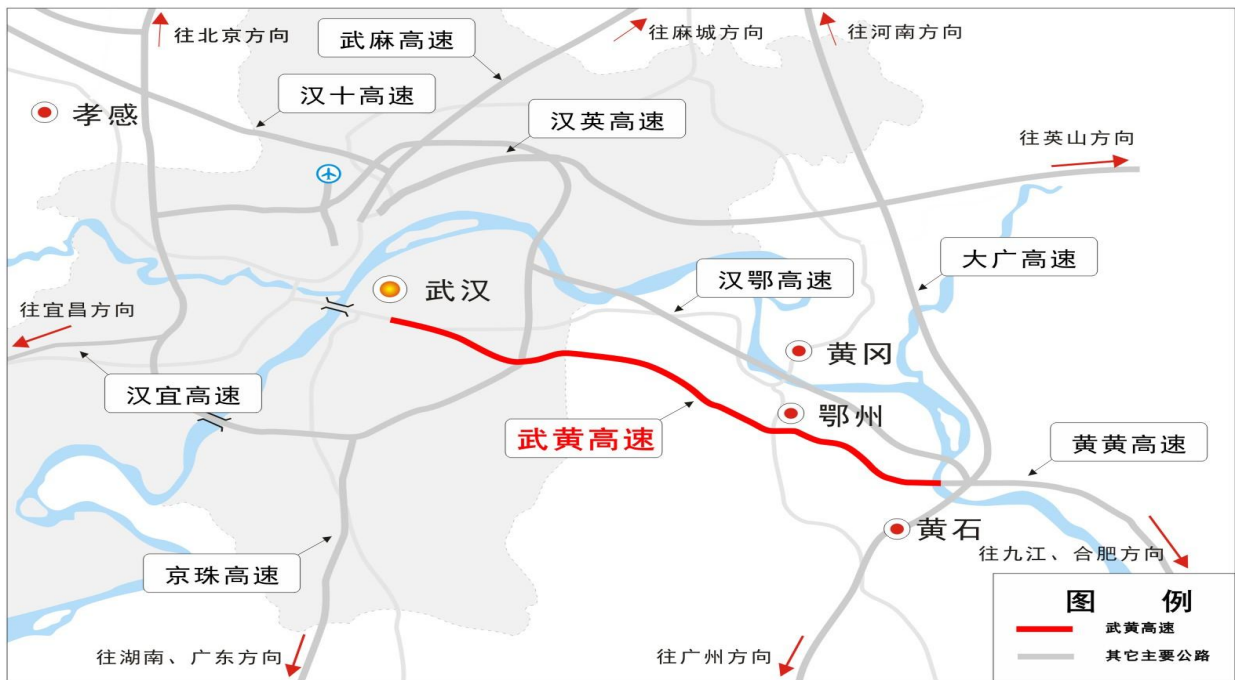 往北京方向
武麻高速
往麻城方向
往河南方向
汉十高速
孝感
汉英高速
往英山方向
大广高速
汉鄂高速
武汉
往宜昌方向
黄冈
汉宜高速
鄂州
武黄高速
黄黄高速
黄石
往九江、合肥方向
京珠高速
往湖南、广东方向
往广州方向
图 例
武黄高速
其它主要公路